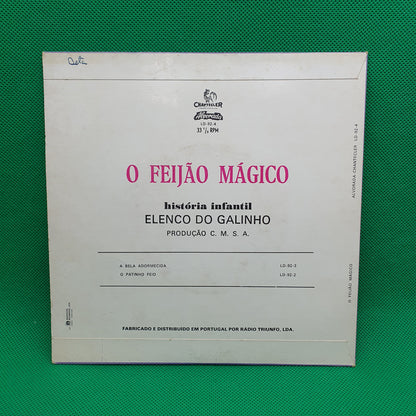 CHANTECLER
Alvorada
LD-92-4
33 ¹/₃ RPM
O FEIJÃO MÁGICO
história infantil
ELENCO DO GALINHO
PRODUÇÃO C. M. S. A.
A BELA ADORMECIDA LD-92-3
O PATINHO FEIO LD-92-2
FABRICADO E DISTRIBUIDO EM PORTUGAL POR RÁDIO TRIUNFO, LDA.
ALVORADA CHANTECLER LD-92-4
O FEIJÃO MÁGICO